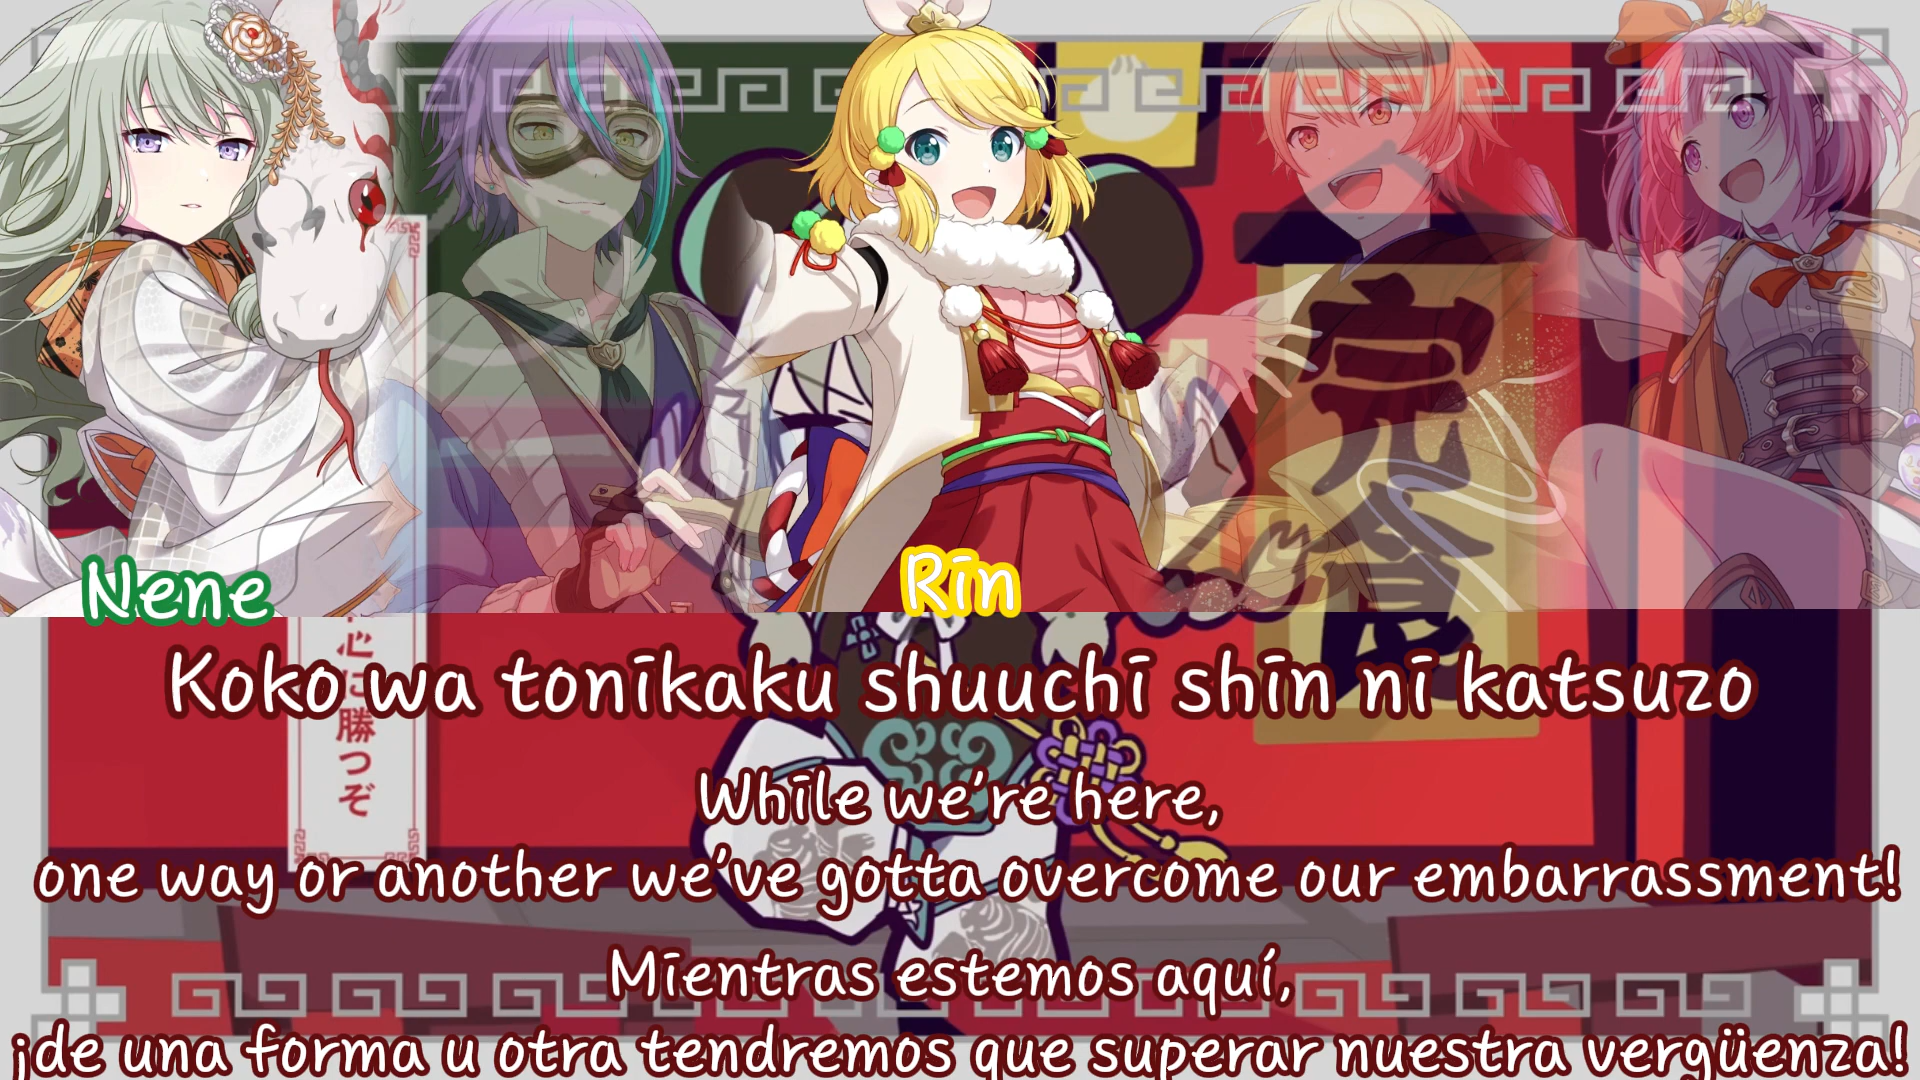 完食
Nene
Rin
心に勝つぞ
Koko wa tonikaku shuuchi shin ni katsuzo
While we're here,
one way or another we've gotta overcome our embarrassment!
Mientras estemos aquí,
¡de una forma u otra tendremos que superar nuestra vergüenza!